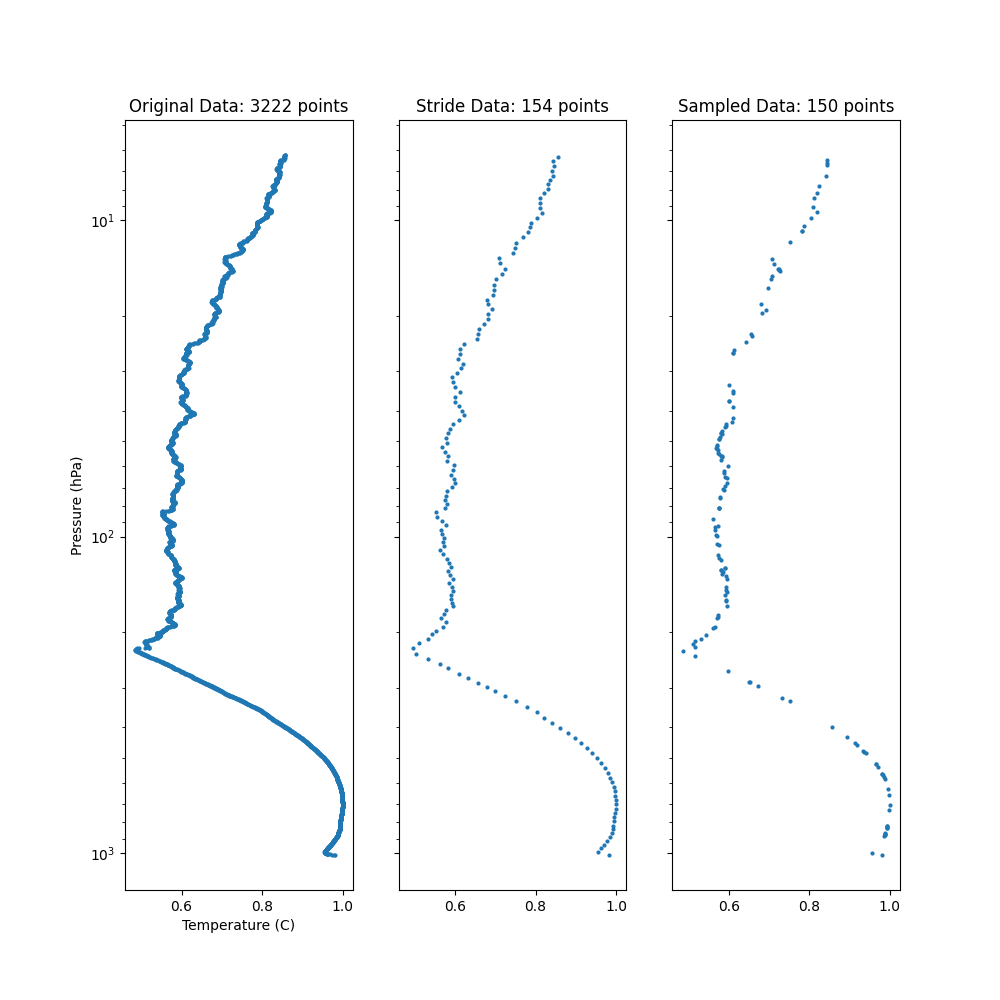 Original Data: 3222 points
Stride Data: 154 points
Sampled Data: 150 points
10¹
10²
10³
Pressure (hPa)
0.6 0.8 1.0
0.6 0.8 1.0
0.6 0.8 1.0
Temperature (C)